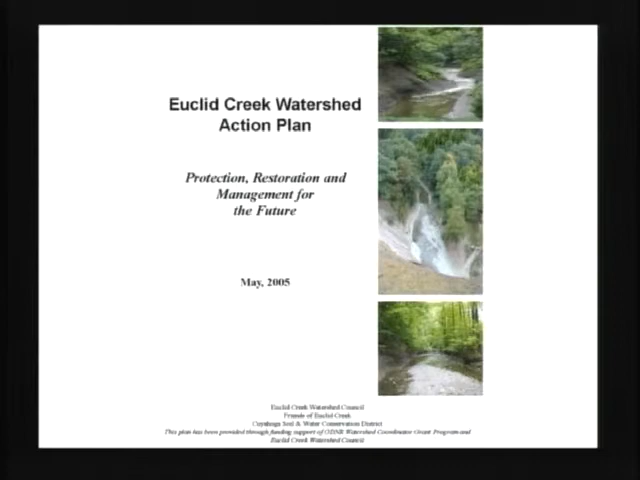 Euclid Creek Watershed
Action Plan
Protection, Restoration and
Management for
the Future
May, 2005
Euclid Creek Watershed Council
Friends of Euclid Creek
Cuyahoga Soil & Water Conservation District
This plan has been provided through funding support of ODNR Watershed Coordinator Grant Program and
Euclid Creek Watershed Council